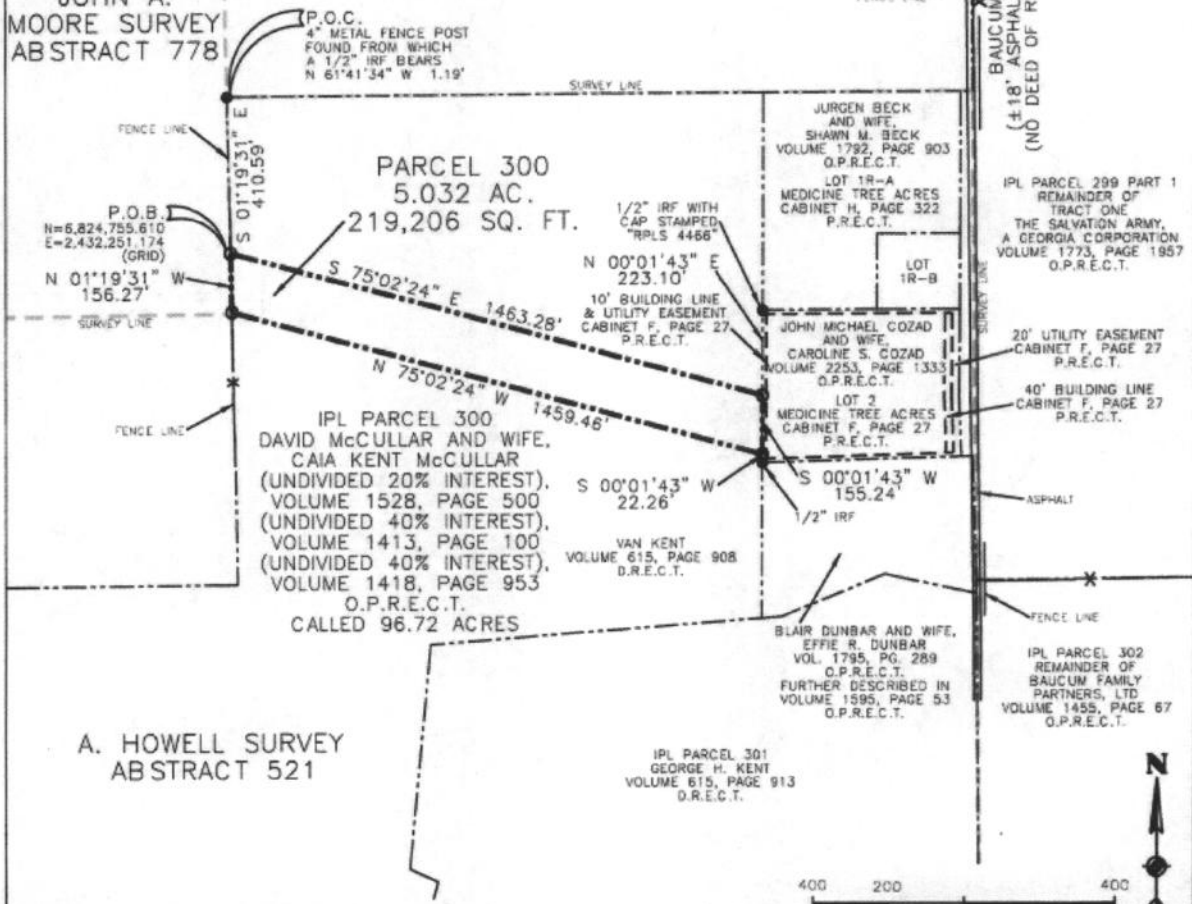 JOHN A.
MOORE SURVEY
ABSTRACT 778
P.O.C.
4" METAL FENCE POST
FOUND FROM WHICH
A 1/2" IRF BEARS
N 61°41'34" W 1.19'
SURVEY LINE
FENCE LINE
S 01°19'31" E
410.59'
PARCEL 300
5.032 AC.
219,206 SQ. FT.
P.O.B.
N=6,824,755.610
E=2,432,251.174
(GRID)
N 01°19'31" W
156.27'
SURVEY LINE
FENCE LINE
S 75°02'24" E 1463.28'
N 75°02'24" W 1459.46'
1/2" IRF WITH
CAP STAMPED
"RPLS 4466"
N 00°01'43" E
223.10'
10' BUILDING LINE
& UTILITY EASEMENT
CABINET F, PAGE 27
P.R.E.C.T.
JURGEN BECK
AND WIFE,
SHAWN M. BECK
VOLUME 1792, PAGE 903
O.P.R.E.C.T.
LOT 1R-A
MEDICINE TREE ACRES
CABINET H, PAGE 322
P.R.E.C.T.
LOT
1R-B
JOHN MICHAEL COZAD
AND WIFE,
CAROLINE S. COZAD
VOLUME 2253, PAGE 1333
O.P.R.E.C.T.
LOT 2
MEDICINE TREE ACRES
CABINET F, PAGE 27
P.R.E.C.T.
BAUCUM
(±18' ASPHAL
(NO DEED OF R
IPL PARCEL 299 PART 1
REMAINDER OF
TRACT ONE
THE SALVATION ARMY,
A GEORGIA CORPORATION
VOLUME 1773, PAGE 1957
O.P.R.E.C.T.
SURVEY LINE
20' UTILITY EASEMENT
CABINET F, PAGE 27
P.R.E.C.T.
40' BUILDING LINE
CABINET F, PAGE 27
P.R.E.C.T.
IPL PARCEL 300
DAVID McCULLAR AND WIFE,
CAIA KENT McCULLAR
(UNDIVIDED 20% INTEREST),
VOLUME 1528, PAGE 500
(UNDIVIDED 40% INTEREST),
VOLUME 1413, PAGE 100
(UNDIVIDED 40% INTEREST),
VOLUME 1418, PAGE 953
O.P.R.E.C.T.
CALLED 96.72 ACRES
S 00°01'43" W
22.26'
S 00°01'43" W
155.24'
1/2" IRF
VAN KENT
VOLUME 615, PAGE 908
D.R.E.C.T.
ASPHALT
FENCE LINE
BLAIR DUNBAR AND WIFE,
EFFIE R. DUNBAR
VOL. 1795, PG. 289
O.P.R.E.C.T.
FURTHER DESCRIBED IN
VOLUME 1595, PAGE 53
O.P.R.E.C.T.
IPL PARCEL 302
REMAINDER OF
BAUCUM FAMILY
PARTNERS, LTD
VOLUME 1455, PAGE 67
O.P.R.E.C.T.
A. HOWELL SURVEY
ABSTRACT 521
IPL PARCEL 301
GEORGE H. KENT
VOLUME 615, PAGE 913
D.R.E.C.T.
N
400 200 400